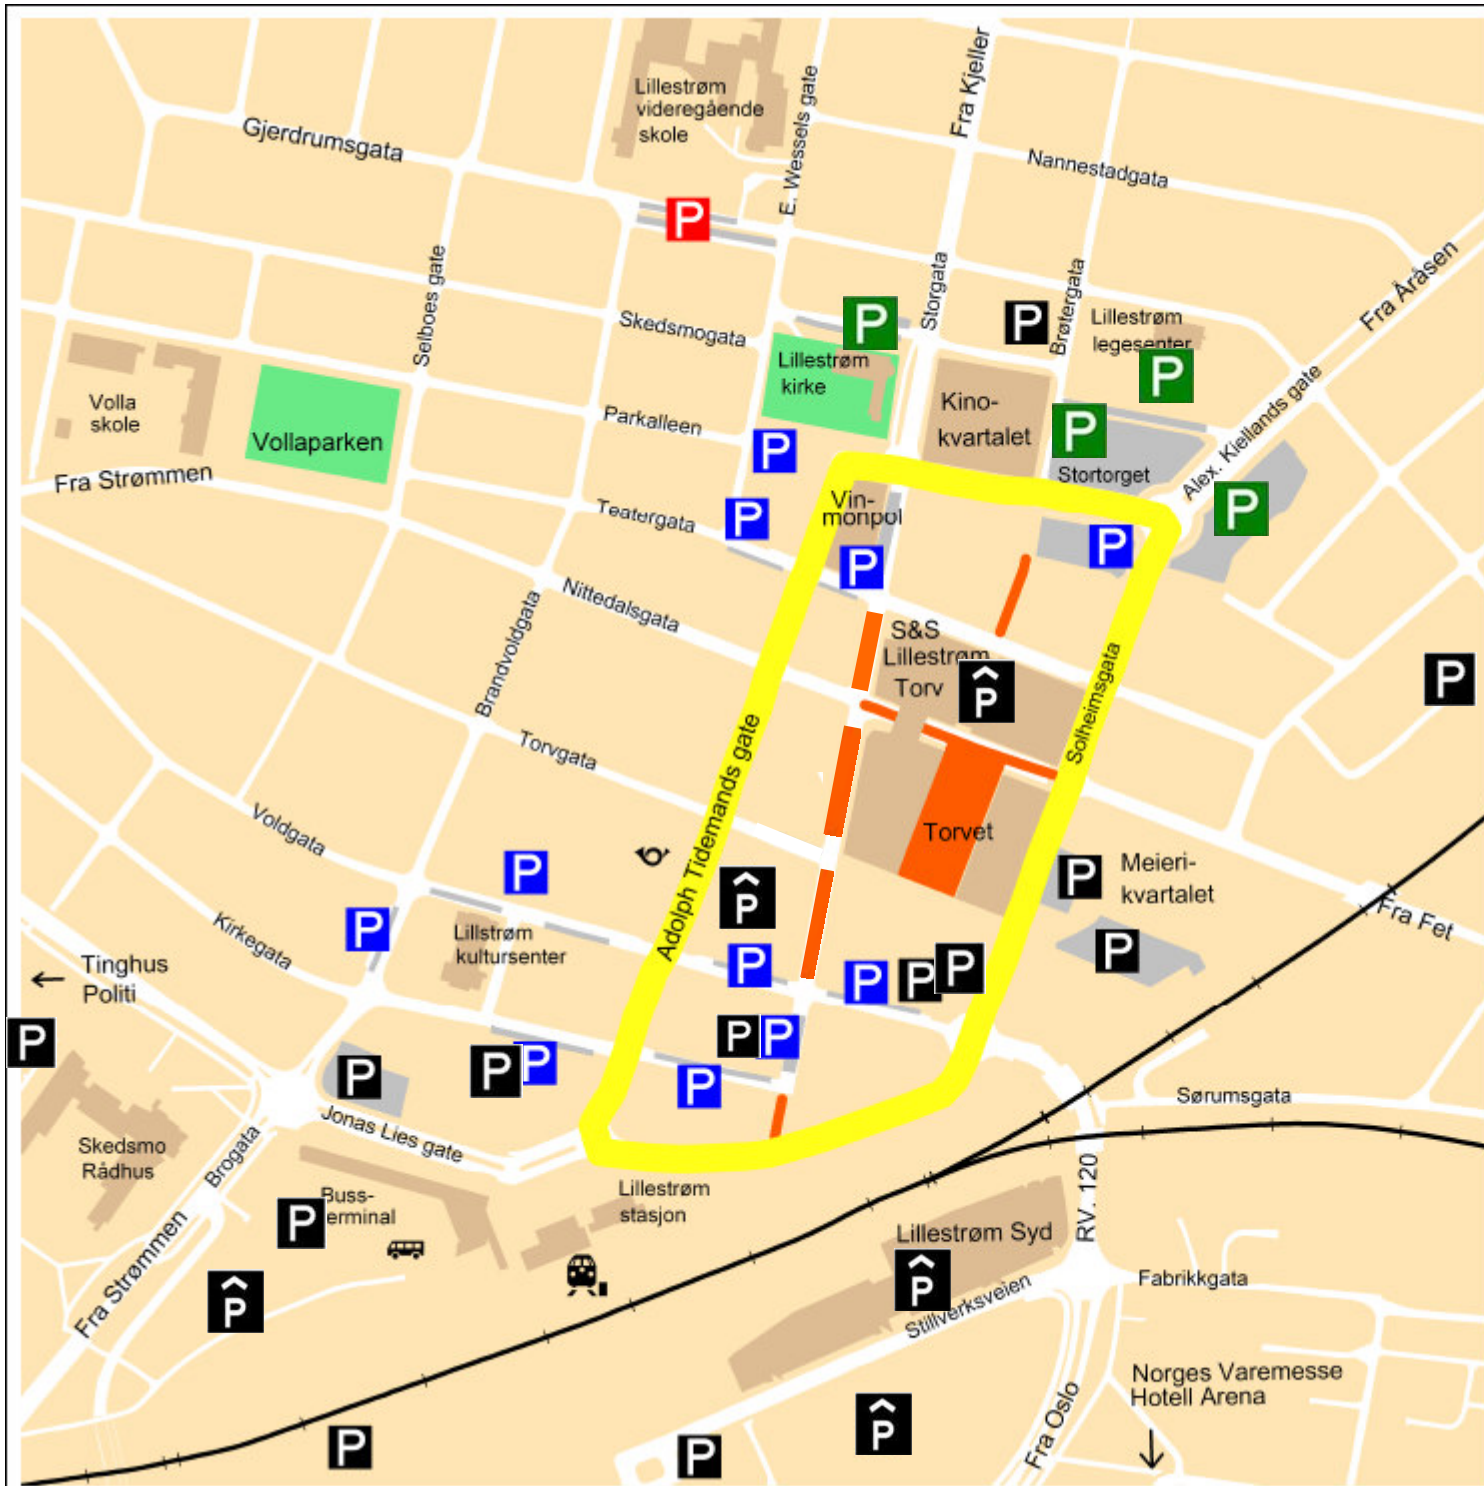 Lillestrøm
videregående
skole
E. Wessels gate
Fra Kjeller
Gjerdrumsgata
Nannestadgata
P
Selboes gate
Storgata
Brøtergata
Fra Åråsen
Skedsmogata
P
P
Lillestrøm
legesenter
P
Lillestrøm
kirke
Volla
skole
Vollaparken
Parkalleen
Kino-
kvartalet
P
Alex. Kiellands gate
Fra Strømmen
P
Stortorget
Teatergata
P
Vin-
monpol
P
P
P
Nittedalsgata
Brandvoldgata
S&S
Lillestrøm
Torv
P
Solheimsgata
P
Torvgata
Adolph Tidemands gate
Voldgata
Torvet
P
P
P
Meieri-
kvartalet
Fra Fet
Kirkegata
P
Lillstrøm
kultursenter
P
P
P
P
P
Tinghus
Politi
P
P
P
P
P
P
P
Jonas Lies gate
Sørumsgata
Skedsmo
Rådhus
Brogata
Buss-
erminal
P
Lillestrøm
stasjon
RV. 120
Lillestrøm Syd
P
Fra Strømmen
P
Stillverksveien
Fabrikkgata
Norges Varemesse
Hotell Arena
Fra Oslo
P
P
P